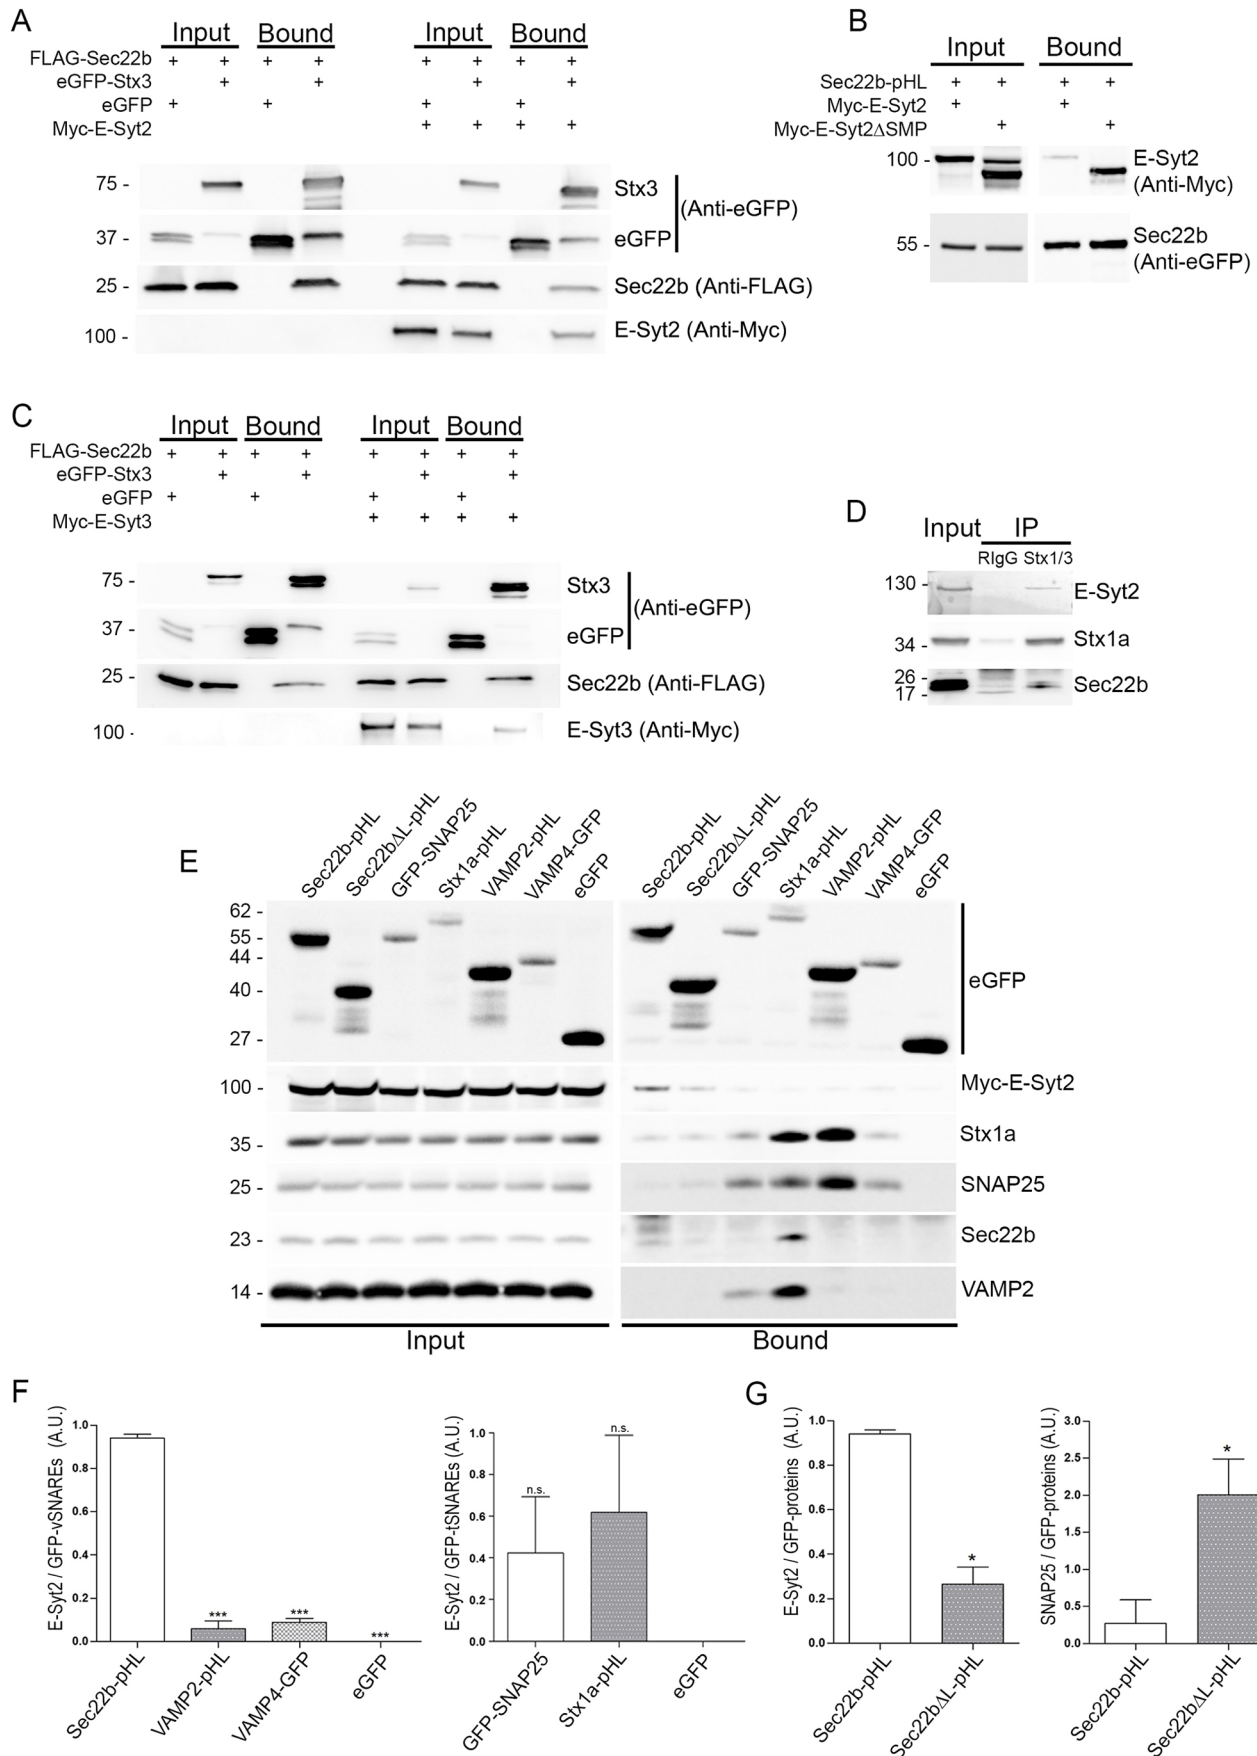 A
Input Bound Input Bound
FLAG-Sec22b + + + + + + + +
eGFP-Stx3 + + + +
eGFP + + + +
Myc-E-Syt2 + + + +
75 - Stx3
(Anti-eGFP)
37 - eGFP
25 - Sec22b (Anti-FLAG)
100 - E-Syt2 (Anti-Myc)
B
Input Bound
Sec22b-pHL + + + +
Myc-E-Syt2 + +
Myc-E-Syt2ΔSMP + +
100 - E-Syt2
(Anti-Myc)
55 - Sec22b
(Anti-eGFP)
C
Input Bound Input Bound
FLAG-Sec22b + + + + + + + +
eGFP-Stx3 + + + +
eGFP + + + +
Myc-E-Syt3 + + + +
75 - Stx3
(Anti-eGFP)
37 - eGFP
25 - Sec22b (Anti-FLAG)
100 - E-Syt3 (Anti-Myc)
D
Input IP
RIgG Stx1/3
130 - E-Syt2
34 - Stx1a
26 -
17 - Sec22b
E
Sec22b-pHL Sec22bΔL-pHL GFP-SNAP25 Stx1a-pHL VAMP2-pHL VAMP4-GFP eGFP
Sec22b-pHL Sec22bΔL-pHL GFP-SNAP25 Stx1a-pHL VAMP2-pHL VAMP4-GFP eGFP
62 -
55 -
44 -
40 -
27 -
eGFP
100 - Myc-E-Syt2
35 - Stx1a
25 - SNAP25
23 - Sec22b
14 - VAMP2
Input Bound
F
E-Syt2 / GFP-vSNAREs (A.U.)
1.0
0.8
0.6
0.4
0.2
0.0
*** *** ***
Sec22b-pHL VAMP2-pHL VAMP4-GFP eGFP
E-Syt2 / GFP-tSNAREs (A.U.)
1.0
0.8
0.6
0.4
0.2
0.0
n.s. n.s.
GFP-SNAP25 Stx1a-pHL eGFP
G
E-Syt2 / GFP-proteins (A.U.)
1.0
0.8
0.6
0.4
0.2
0.0
*
Sec22b-pHL Sec22bΔL-pHL
SNAP25 / GFP-proteins (A.U.)
3.0
2.5
2.0
1.5
1.0
0.5
0.0
*
Sec22b-pHL Sec22bΔL-pHL